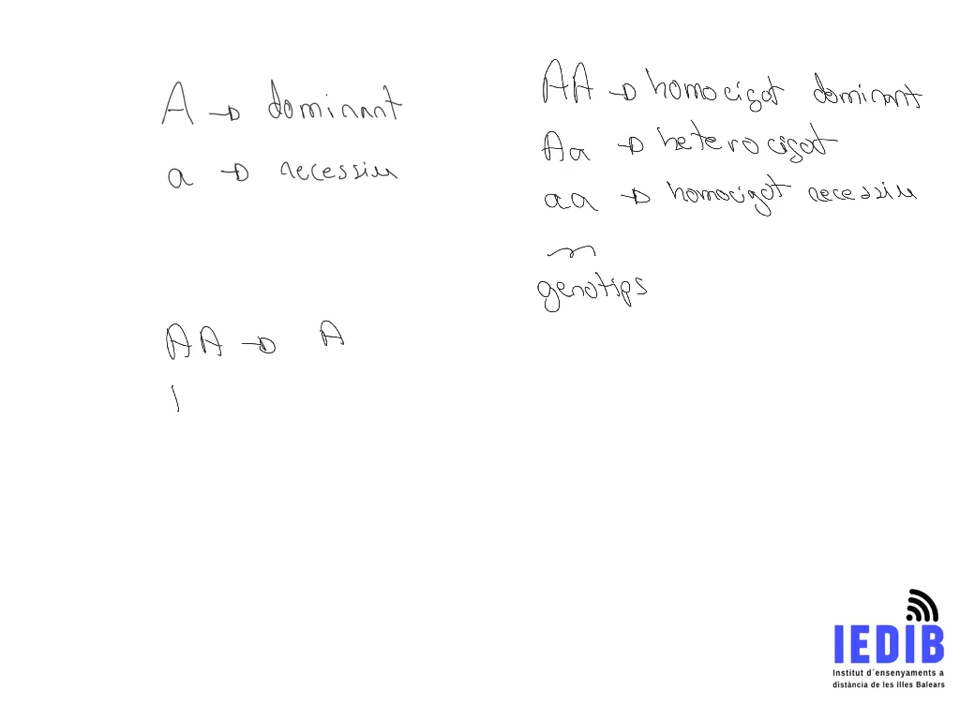 A → dominant
a → recessiu
AA → homocigot dominant
Aa → heterocigot
aa → homocigot recessiu
genotips
AA → A
IEDIB
Institut d´ensenyaments a
distància de les Illes Balears